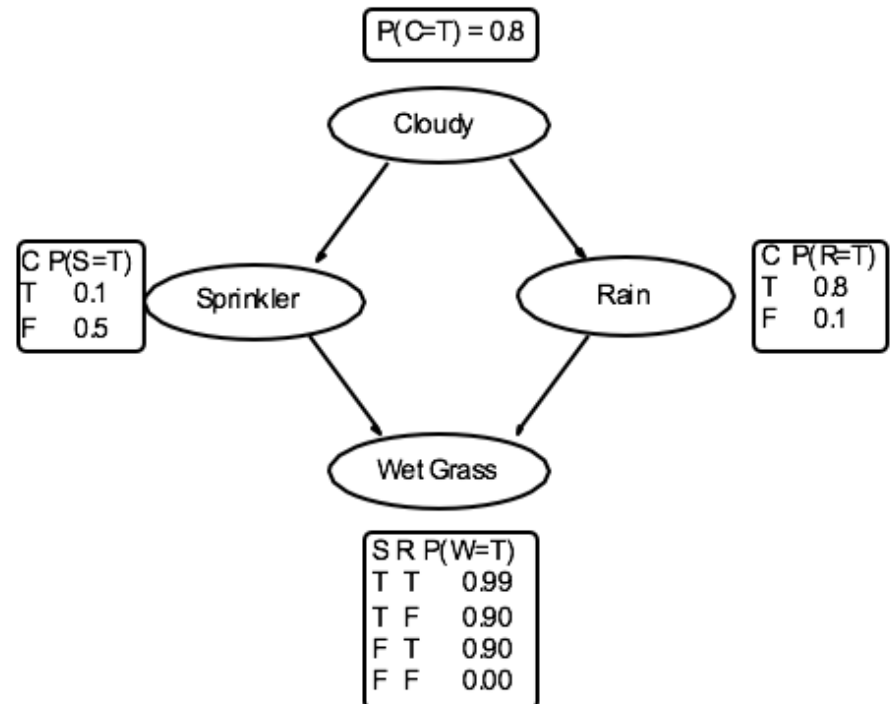 P(C=T) = 0.8
Cloudy
C P(S=T)
T 0.1
F 0.5
Sprinkler
Rain
C P(R=T)
T 0.8
F 0.1
Wet Grass
S R P(W=T)
T T 0.99
T F 0.90
F T 0.90
F F 0.00